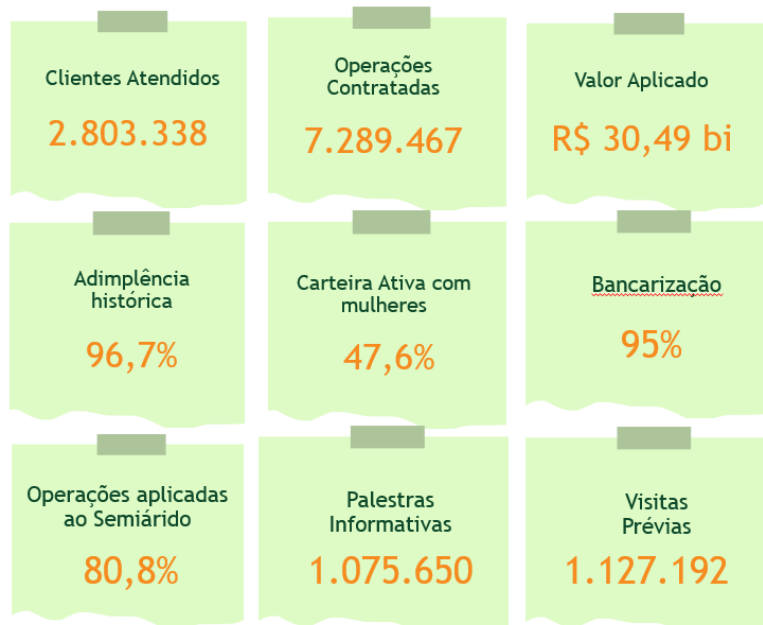 Clientes Atendidos
2.803.338
Operações
Contratadas
7.289.467
Valor Aplicado
R$ 30,49 bi
Adimplência
histórica
96,7%
Carteira Ativa com
mulheres
47,6%
Bancarização
95%
Operações aplicadas
ao Semiárido
80,8%
Palestras
Informativas
1.075.650
Visitas
Prévias
1.127.192